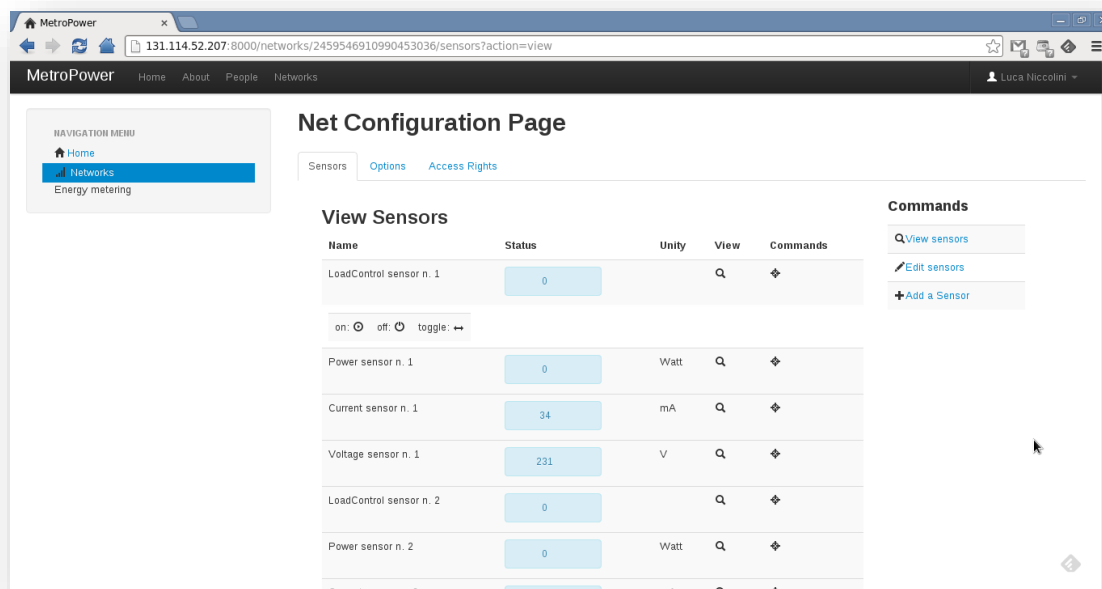 MetroPower
131.114.52.207:8000/networks/2459546910990453036/sensors?action=view
MetroPower Home About People Networks Luca Niccolini
NAVIGATION MENU
Home
Networks
Energy metering
Net Configuration Page
Sensors Options Access Rights
View Sensors
Name Status Unity View Commands
LoadControl sensor n. 1 0
on: off: toggle:
Power sensor n. 1 0 Watt
Current sensor n. 1 34 mA
Voltage sensor n. 1 231 V
LoadControl sensor n. 2 0
Power sensor n. 2 0 Watt
Commands
View sensors
Edit sensors
Add a Sensor